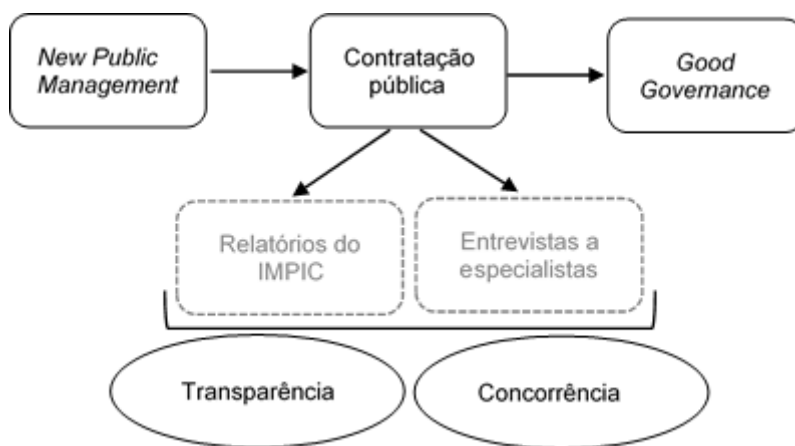 New Public
Management
Contratação
pública
Good
Governance
Relatórios do
IMPIC
Entrevistas a
especialistas
Transparência
Concorrência